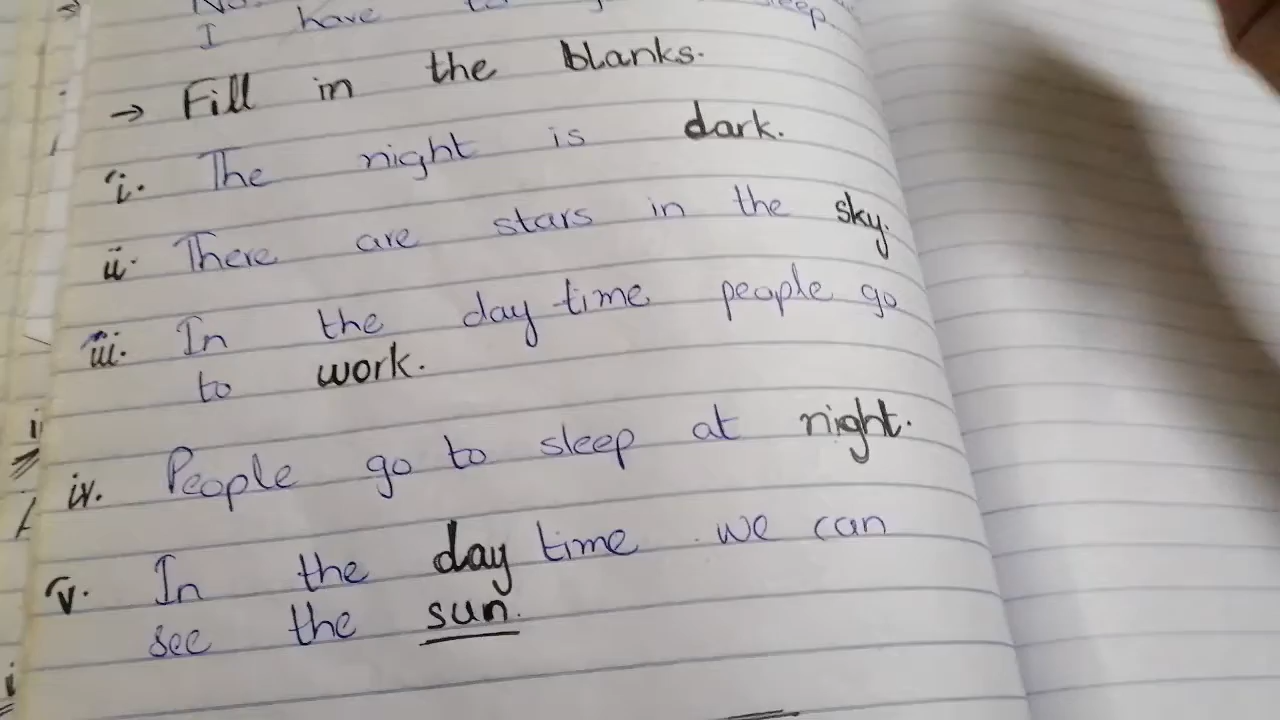 I have to sleep
→ Fill in the blanks.
i. The night is dark.
ii. There are stars in the sky.
iii. In the day time people go
to work.
iv. People go to sleep at night.
v. In the day time we can
see the sun.